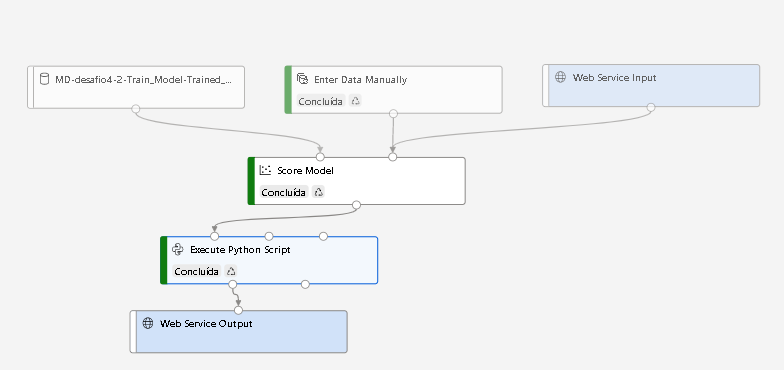 MD-desafio4-2-Train_Model-Trained_...
Enter Data Manually
Concluída
Web Service Input
Score Model
Concluída
Execute Python Script
Concluída
Web Service Output